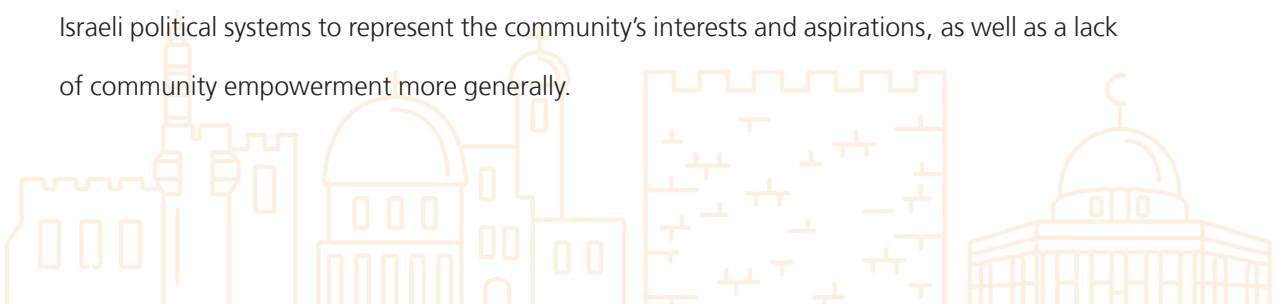 Israeli political systems to represent the community’s interests and aspirations, as well as a lack
of community empowerment more generally.